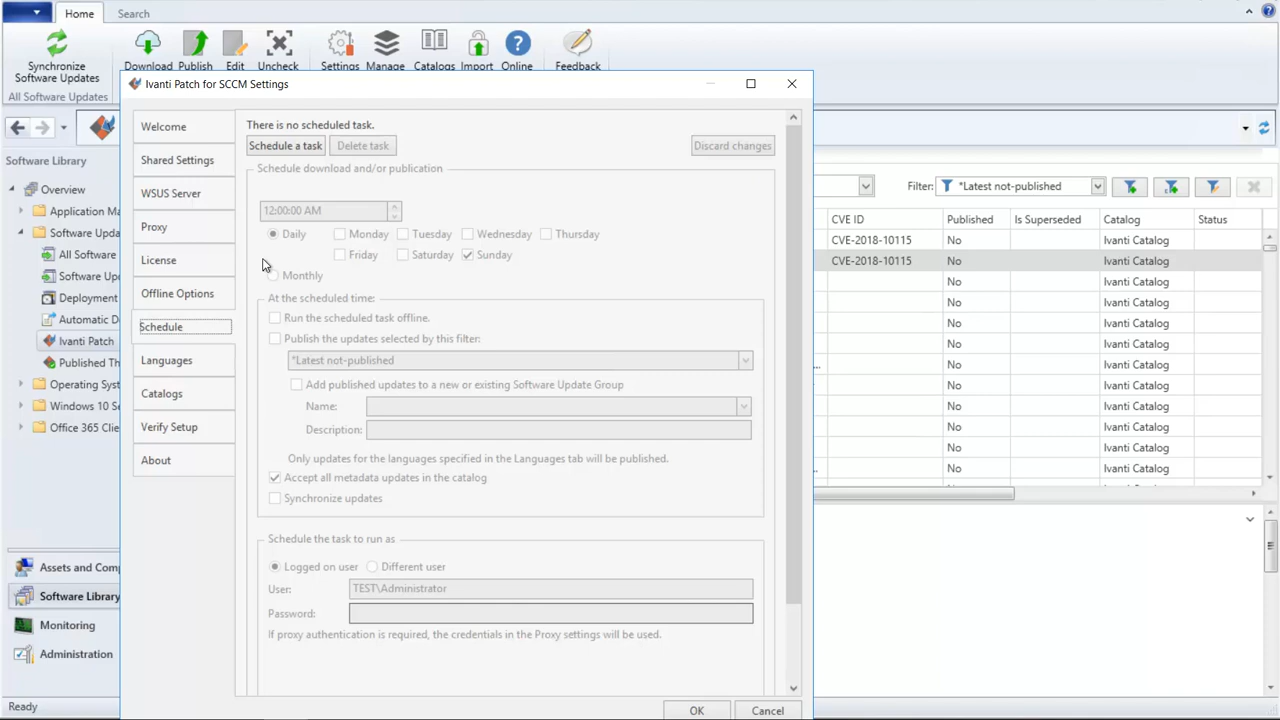 Home
Search
Synchronize
Software Updates
Download
Publish
Edit
Uncheck
Settings
Manage
Catalogs
Import
Online
Feedback
All Software Updates
Ivanti Patch for SCCM Settings
Software Library
Overview
Application Ma
Software Upda
All Software
Software Up
Deployment
Automatic D
Ivanti Patch
Published Th
Operating Syst
Windows 10 Se
Office 365 Clie
Assets and Comp
Software Library
Monitoring
Administration
Ready
Welcome
Shared Settings
WSUS Server
Proxy
License
Offline Options
Schedule
Languages
Catalogs
Verify Setup
About
There is no scheduled task.
Schedule a task
Delete task
Discard changes
Schedule download and/or publication
12:00:00 AM
Daily
Monday
Tuesday
Wednesday
Thursday
Friday
Saturday
Sunday
Monthly
At the scheduled time:
Run the scheduled task offline.
Publish the updates selected by this filter:
*Latest not-published
Add published updates to a new or existing Software Update Group
Name:
Description:
Only updates for the languages specified in the Languages tab will be published.
Accept all metadata updates in the catalog
Synchronize updates
Schedule the task to run as
Logged on user
Different user
User:
TEST\Administrator
Password:
If proxy authentication is required, the credentials in the Proxy settings will be used.
OK
Cancel
Filter:
*Latest not-published
CVE ID Published Is Superseded Catalog Status
CVE-2018-10115 No Ivanti Catalog
CVE-2018-10115 No Ivanti Catalog
No Ivanti Catalog
No Ivanti Catalog
No Ivanti Catalog
No Ivanti Catalog
No Ivanti Catalog
No Ivanti Catalog
No Ivanti Catalog
No Ivanti Catalog
No Ivanti Catalog
No Ivanti Catalog